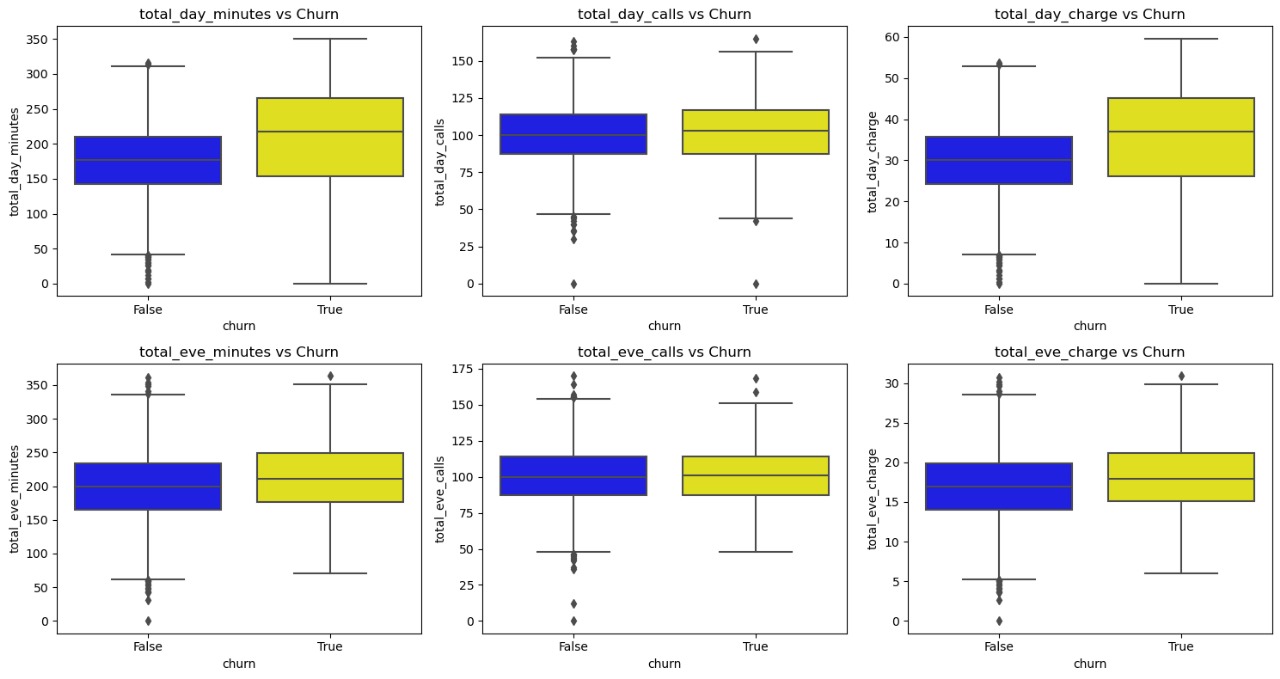 total_day_minutes vs Churn
total_day_minutes
350
300
250
200
150
100
50
0
False
True
churn
total_day_calls vs Churn
total_day_calls
150
125
100
75
50
25
0
False
True
churn
total_day_charge vs Churn
total_day_charge
60
50
40
30
20
10
0
False
True
churn
total_eve_minutes vs Churn
total_eve_minutes
350
300
250
200
150
100
50
0
False
True
churn
total_eve_calls vs Churn
total_eve_calls
175
150
125
100
75
50
25
0
False
True
churn
total_eve_charge vs Churn
total_eve_charge
30
25
20
15
10
5
0
False
True
churn